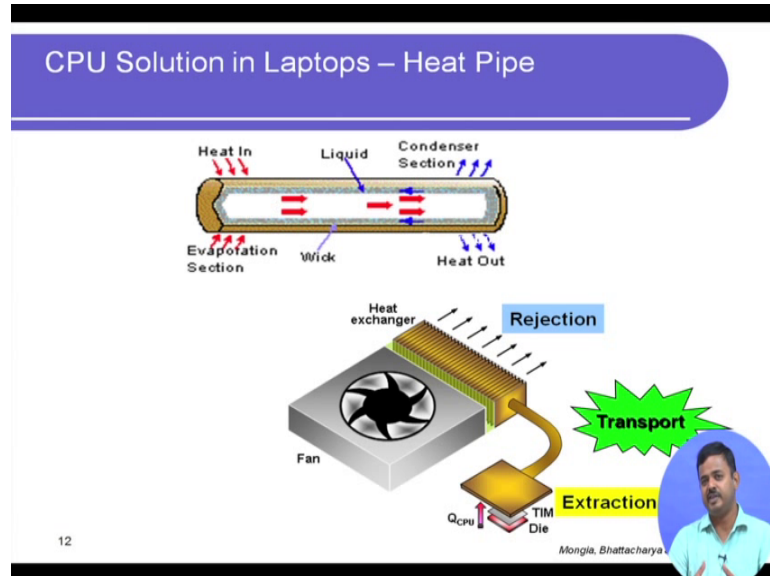 CPU Solution in Laptops – Heat Pipe
Heat In
Liquid
Condenser
Section
Evaporation
Section
Wick
Heat Out
Heat
exchanger
Rejection
Transport
Fan
Extraction
TIM
QCPU
Die
12
Mongia, Bhattacharya